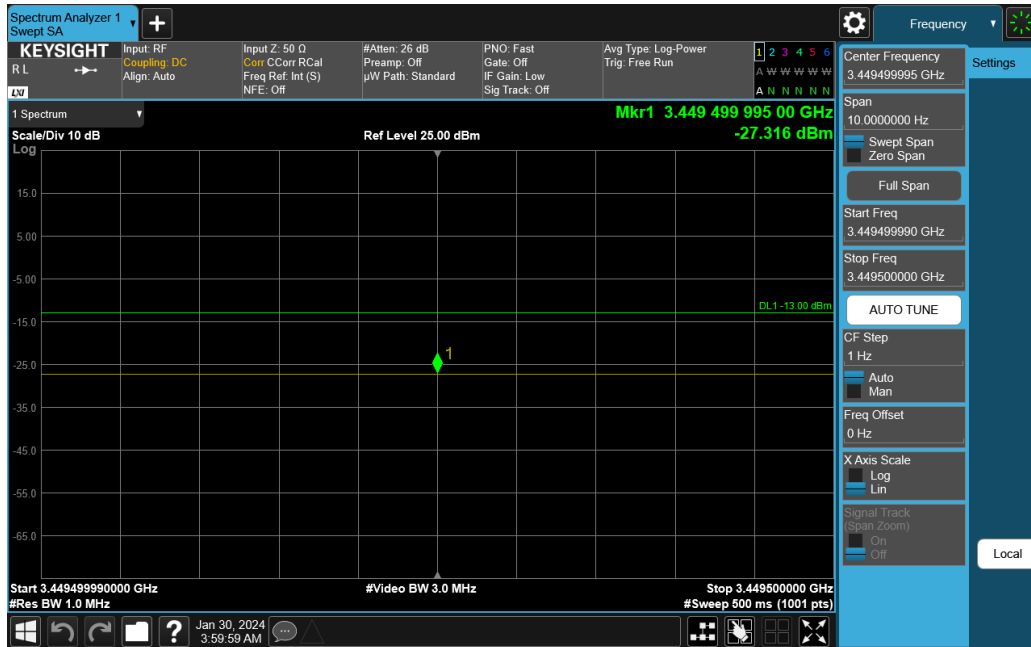 Spectrum Analyzer 1
Swept SA
Frequency
KEYSIGHT
R L
LXI
Input: RF
Coupling: DC
Align: Auto
Input Z: 50 Ω
Corr CCorr RCal
Freq Ref: Int (S)
NFE: Off
#Atten: 26 dB
Preamp: Off
µW Path: Standard
PNO: Fast
Gate: Off
IF Gain: Low
Sig Track: Off
Avg Type: Log-Power
Trig: Free Run
1 2 3 4 5 6
A W W W W W
A N N N N N
1 Spectrum
Scale/Div 10 dB
Log
Ref Level 25.00 dBm
Mkr1 3.449 499 995 00 GHz
-27.316 dBm
15.0
5.00
-5.00
-15.0
-25.0
-35.0
-45.0
-55.0
-65.0
DL1 -13.00 dBm
1
Start 3.449499990000 GHz
#Res BW 1.0 MHz
#Video BW 3.0 MHz
Stop 3.449500000 GHz
#Sweep 500 ms (1001 pts)
Center Frequency
3.449499995 GHz
Span
10.0000000 Hz
Swept Span
Zero Span
Full Span
Start Freq
3.449499990 GHz
Stop Freq
3.449500000 GHz
AUTO TUNE
CF Step
1 Hz
Auto
Man
Freq Offset
0 Hz
X Axis Scale
Log
Lin
Signal Track
(Span Zoom)
On
Off
Settings
Local
?
Jan 30, 2024
3:59:59 AM